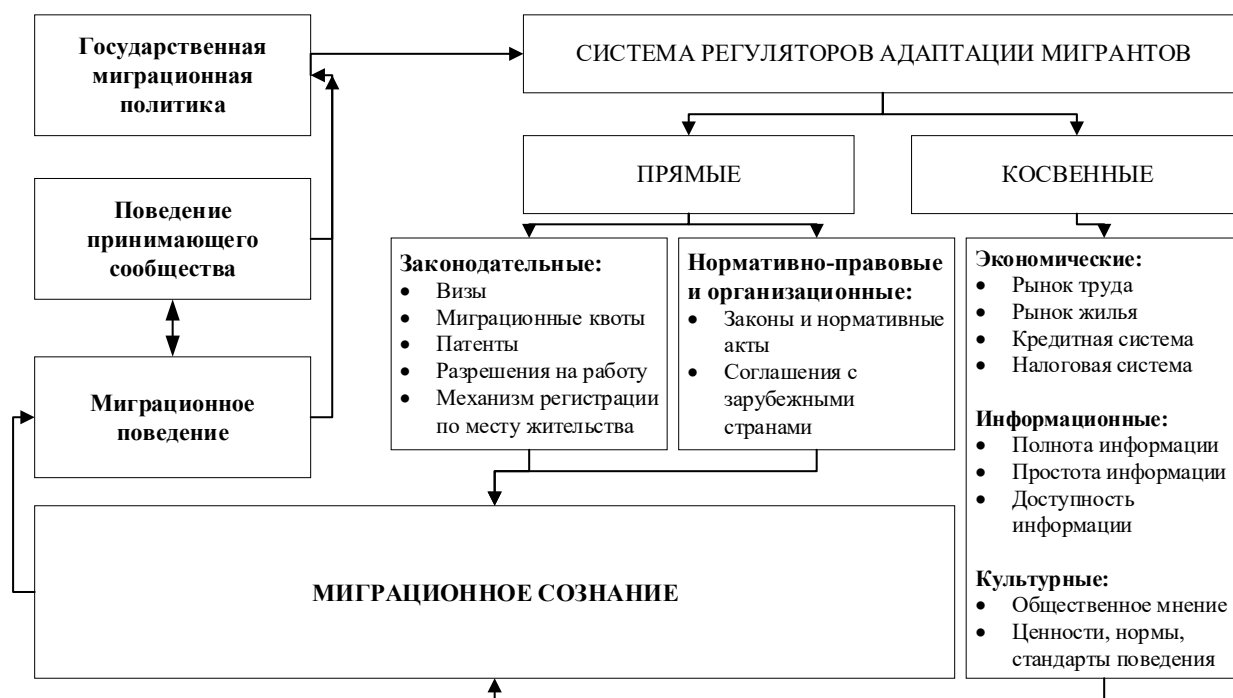 Государственная
миграционная
политика
СИСТЕМА РЕГУЛЯТОРОВ АДАПТАЦИИ МИГРАНТОВ
ПРЯМЫЕ
КОСВЕННЫЕ
Поведение
принимающего
сообщества
Миграционное
поведение
Законодательные:
• Визы
• Миграционные квоты
• Патенты
• Разрешения на работу
• Механизм регистрации
по месту жительства
Нормативно-правовые
и организационные:
• Законы и нормативные
акты
• Соглашения с
зарубежными
странами
Экономические:
• Рынок труда
• Рынок жилья
• Кредитная система
• Налоговая система
Информационные:
• Полнота информации
• Простота информации
• Доступность
информации
Культурные:
• Общественное мнение
• Ценности, нормы,
стандарты поведения
МИГРАЦИОННОЕ СОЗНАНИЕ